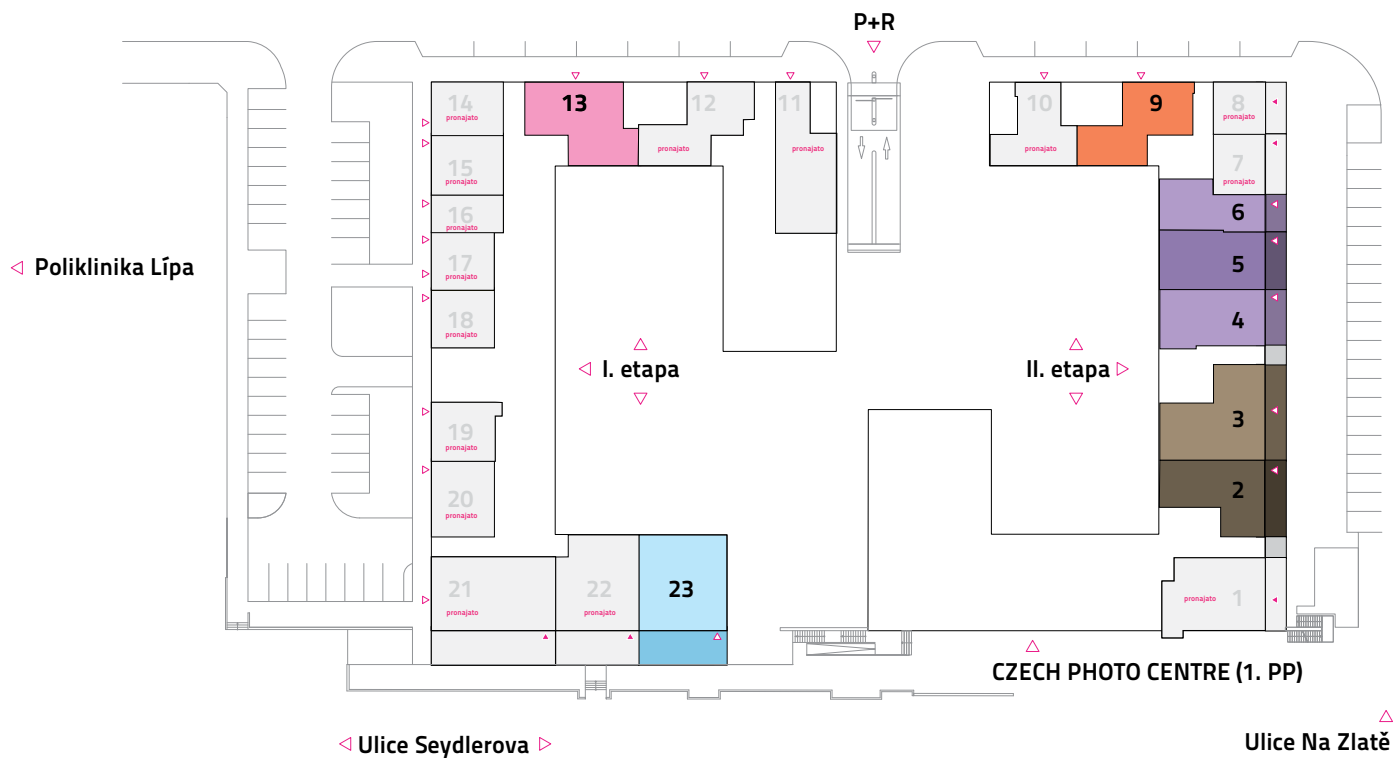 P+R
14
pronajato
13
12
pronajato
11
pronajato
10
pronajato
9
8
pronajato
15
pronajato
7
pronajato
16
pronajato
6
17
pronajato
5
Poliklinika Lípa
18
pronajato
4
I. etapa
II. etapa
19
pronajato
3
20
pronajato
2
21
pronajato
22
pronajato
23
pronajato 1
CZECH PHOTO CENTRE (1. PP)
Ulice Seydlerova
Ulice Na Zlatě